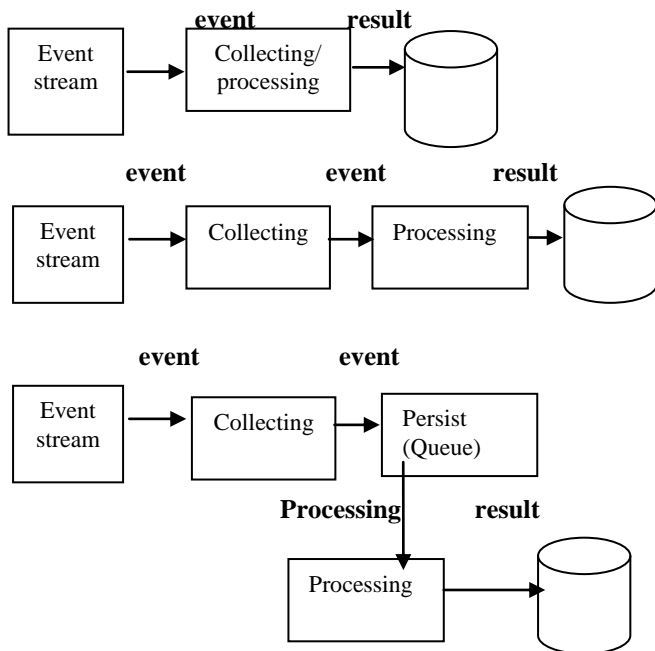 event result
Event
stream
Collecting/
processing
event event result
Event
stream
Collecting
Processing
event event
Event
stream
Collecting
Persist
(Queue)
Processing result
Processing